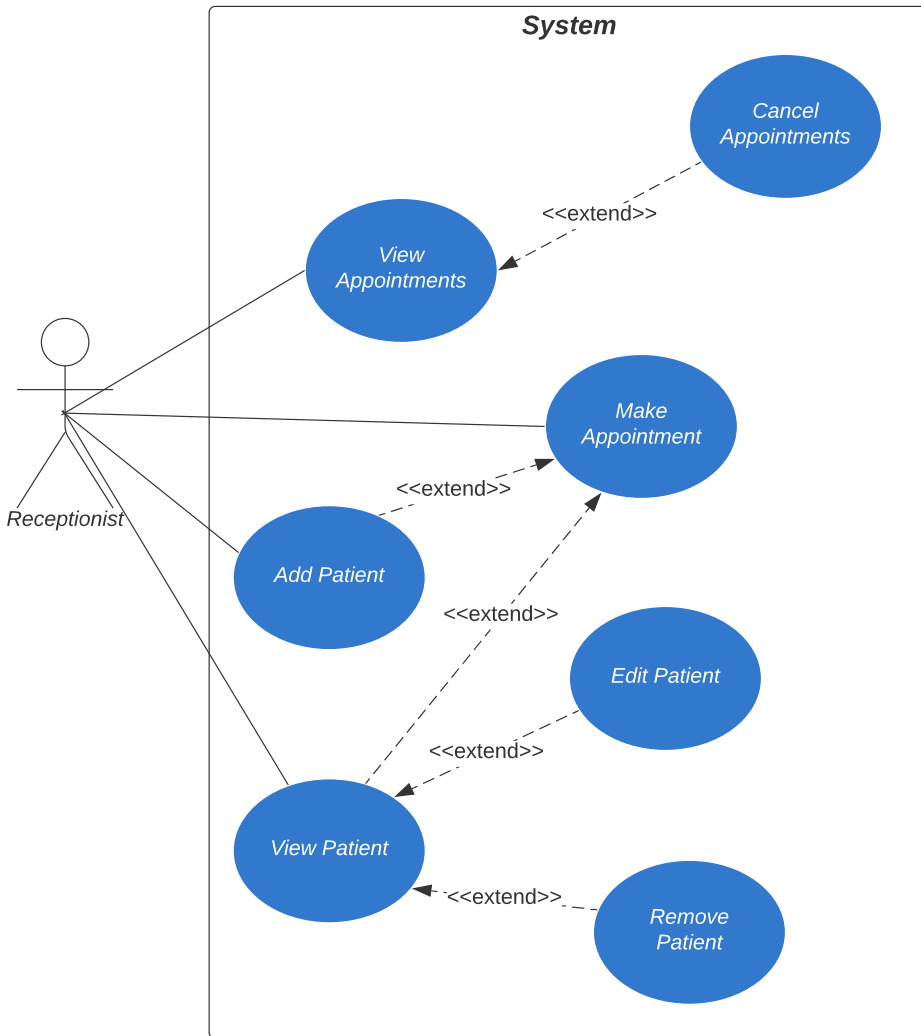 System
Cancel
Appointments
<<extend>>
View
Appointments
Make
Appointment
<<extend>>
Receptionist
Add Patient
<<extend>>
Edit Patient
<<extend>>
View Patient
<<extend>>
Remove
Patient